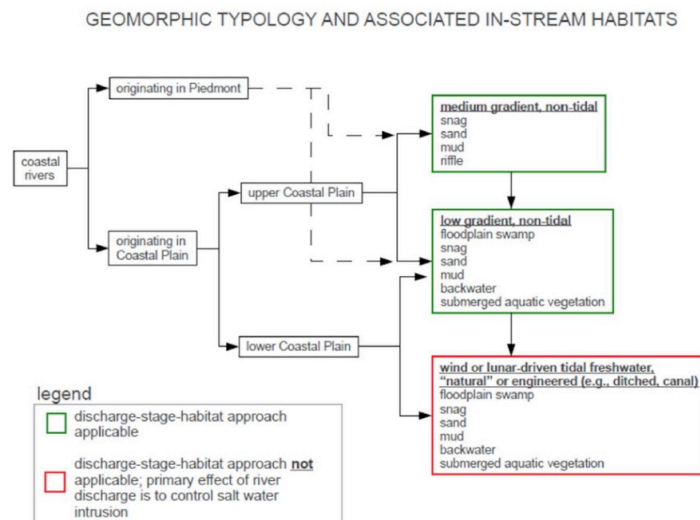 GEOMORPHIC TYPOLOGY AND ASSOCIATED IN-STREAM HABITATS
originating in Piedmont
coastal
rivers
originating in
Coastal Plain
upper Coastal Plain
lower Coastal Plain
medium gradient, non-tidal
snag
sand
mud
riffle
low gradient, non-tidal
floodplain swamp
snag
sand
mud
backwater
submerged aquatic vegetation
wind or lunar-driven tidal freshwater,
“natural” or engineered (e.g., ditched, canal)
floodplain swamp
snag
sand
mud
backwater
submerged aquatic vegetation
legend
discharge-stage-habitat approach
applicable
discharge-stage-habitat approach not
applicable; primary effect of river
discharge is to control salt water
intrusion